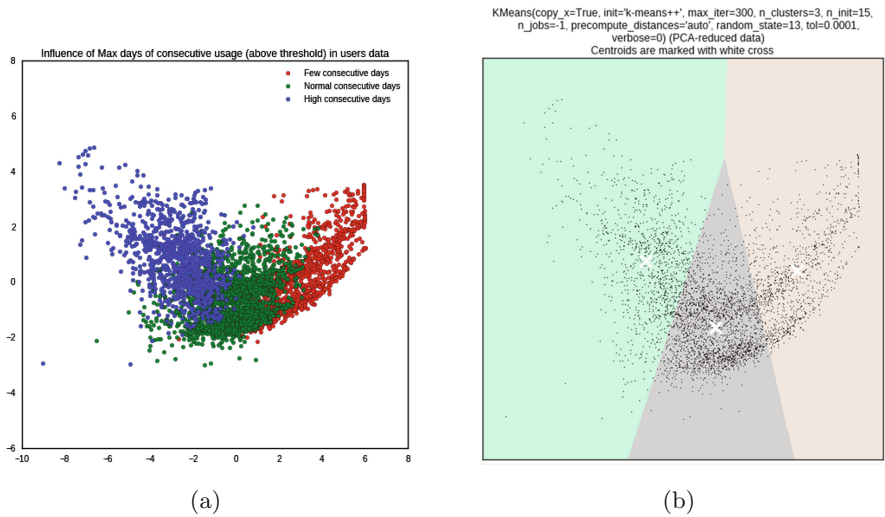 Influence of Max days of consecutive usage (above threshold) in users data
Few consecutive days
Normal consecutive days
High consecutive days
8
6
4
2
0
−2
−4
−6
−10
−8
−6
−4
−2
0
2
4
6
8
(a)
KMeans(copy_x=True, init='k-means++', max_iter=300, n_clusters=3, n_init=15,
n_jobs=-1, precompute_distances='auto', random_state=13, tol=0.0001,
verbose=0) (PCA-reduced data)
Centroids are marked with white cross
(b)